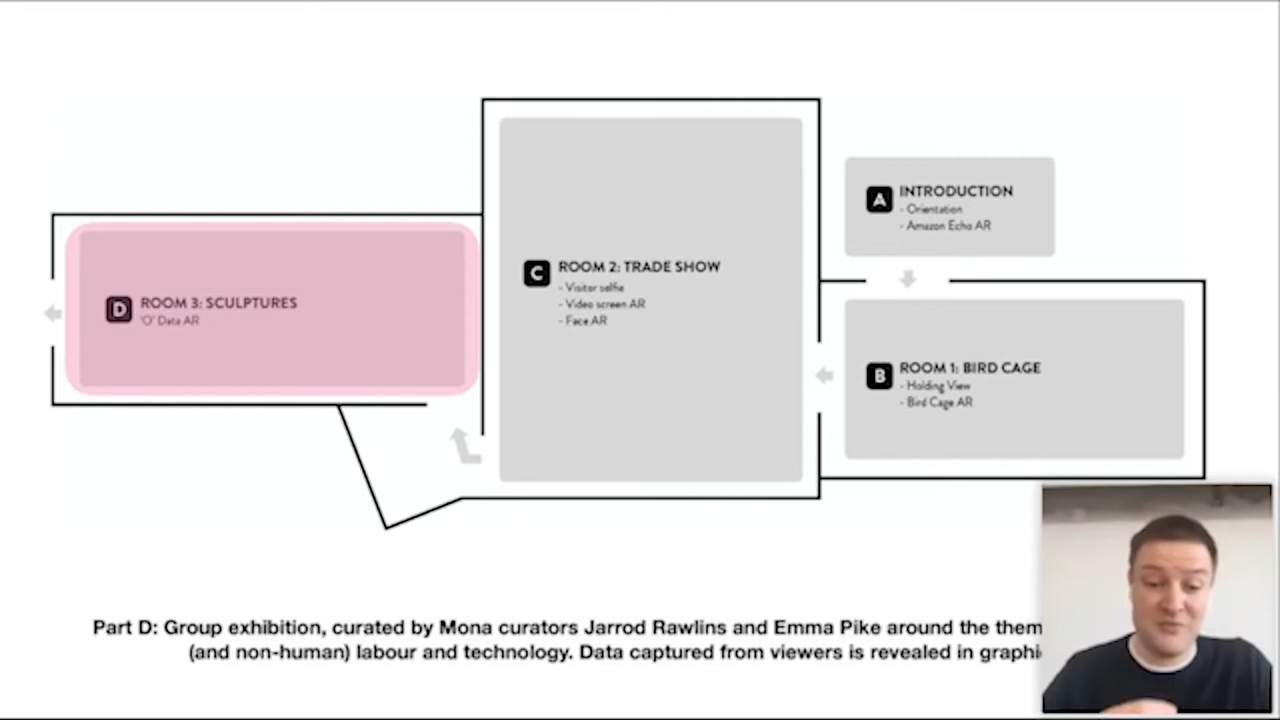 A INTRODUCTION
- Orientation
- Amazon Echo AR
C ROOM 2: TRADE SHOW
- Visitor selfie
- Video screen AR
- Face AR
D ROOM 3: SCULPTURES
'O' Data AR
B ROOM 1: BIRD CAGE
- Holding View
- Bird Cage AR
Part D: Group exhibition, curated by Mona curators Jarrod Rawlins and Emma Pike around the
(and non-human) labour and technology. Data captured from viewers is revealed in